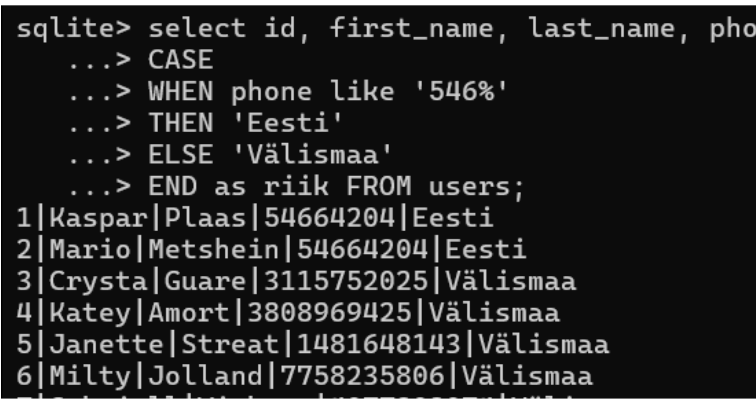 sqlite> select id, first_name, last_name, pho
...> CASE
...> WHEN phone like '546%'
...> THEN 'Eesti'
...> ELSE 'Välismaa'
...> END as riik FROM users;
1|Kaspar|Plaas|54664204|Eesti
2|Mario|Metshein|54664204|Eesti
3|Crysta|Guare|3115752025|Välismaa
4|Katey|Amort|3808969425|Välismaa
5|Janette|Streat|1481648143|Välismaa
6|Milty|Jolland|7758235806|Välismaa